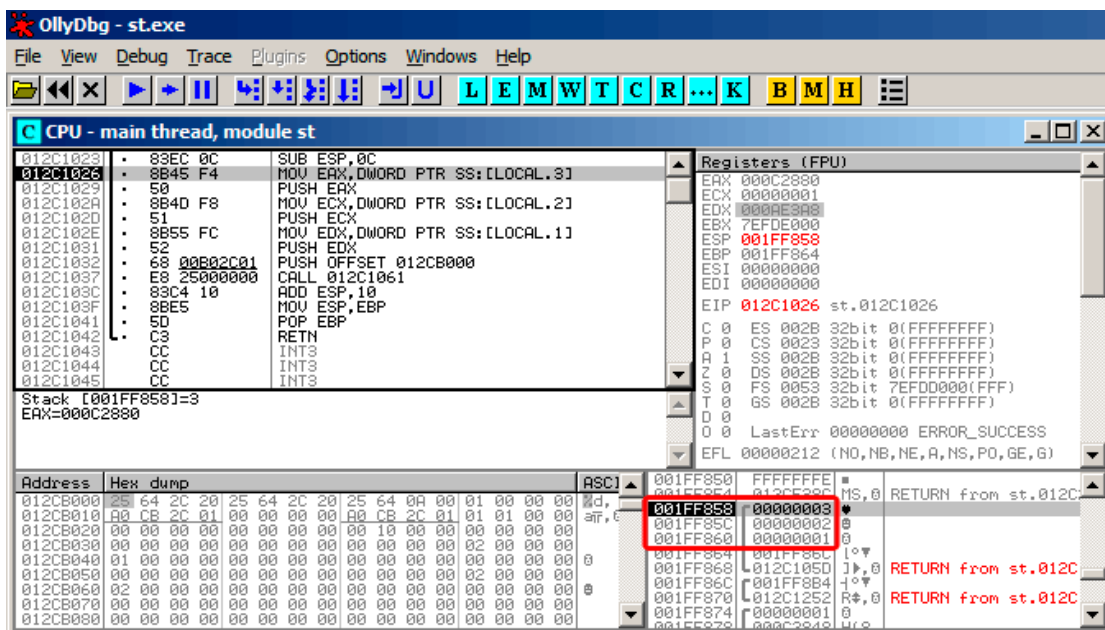 OllyDbg - st.exe
File View Debug Trace Plugins Options Windows Help
L E M W T C R ... K B M H
C CPU - main thread, module st
012C1023 · 83EC 0C SUB ESP,0C
012C1026 · 8B45 F4 MOV EAX,DWORD PTR SS:[LOCAL.3]
012C1029 · 50 PUSH EAX
012C102A · 8B4D F8 MOV ECX,DWORD PTR SS:[LOCAL.2]
012C102D · 51 PUSH ECX
012C102E · 8B55 FC MOV EDX,DWORD PTR SS:[LOCAL.1]
012C1031 · 52 PUSH EDX
012C1032 · 68 00B02C01 PUSH OFFSET 012CB000
012C1037 · E8 25000000 CALL 012C1061
012C103C · 83C4 10 ADD ESP,10
012C103F · 8BE5 MOV ESP,EBP
012C1041 · 5D POP EBP
012C1042 · C3 RETN
012C1043 CC INT3
012C1044 CC INT3
012C1045 CC INT3
Stack [001FF858]=3
EAX=000C2880
Registers (FPU)
EAX 000C2880
ECX 00000001
EDX 000AE3A8
EBX 7EFDE000
ESP 001FF858
EBP 001FF864
ESI 00000000
EDI 00000000
EIP 012C1026 st.012C1026
C 0 ES 002B 32bit 0(FFFFFFFF)
P 0 CS 0023 32bit 0(FFFFFFFF)
A 1 SS 002B 32bit 0(FFFFFFFF)
Z 0 DS 002B 32bit 0(FFFFFFFF)
S 0 FS 0053 32bit 7EFDD000(FFF)
T 0 GS 002B 32bit 0(FFFFFFFF)
D 0
O 0 LastErr 00000000 ERROR_SUCCESS
EFL 00000212 (NO,NB,NE,A,NS,PO,GE,G)
Address Hex dump ASCI
012CB000 25 64 2C 20 25 64 2C 20 25 64 0A 00 01 00 00 00 %d,
012CB010 A0 CB 2C 01 00 00 00 00 A0 CB 2C 01 01 01 00 00
012CB020 00 00 00 00 00 00 00 00 00 10 00 00 00 00 00 00
012CB030 00 00 00 00 00 00 00 00 00 00 00 00 02 00 00 00
012CB040 01 00 00 00 00 00 00 00 00 00 00 00 00 00 00 00
012CB050 00 00 00 00 00 00 00 00 00 00 00 00 02 00 00 00
012CB060 02 00 00 00 00 00 00 00 00 00 00 00 00 00 00 00
012CB070 00 00 00 00 00 00 00 00 00 00 00 00 00 00 00 00
012CB080 00 00 00 00 00 00 00 00 00 00 00 00 00 00 00 00
001FF850 FFFFFFFE
RETURN from st.012C
001FF858 00000003
001FF85C 00000002
001FF860 00000001
001FF864 001FF86C
001FF868 012C105D RETURN from st.012C
001FF86C 001FF8B4
001FF870 012C1252 RETURN from st.012C
001FF874 00000001